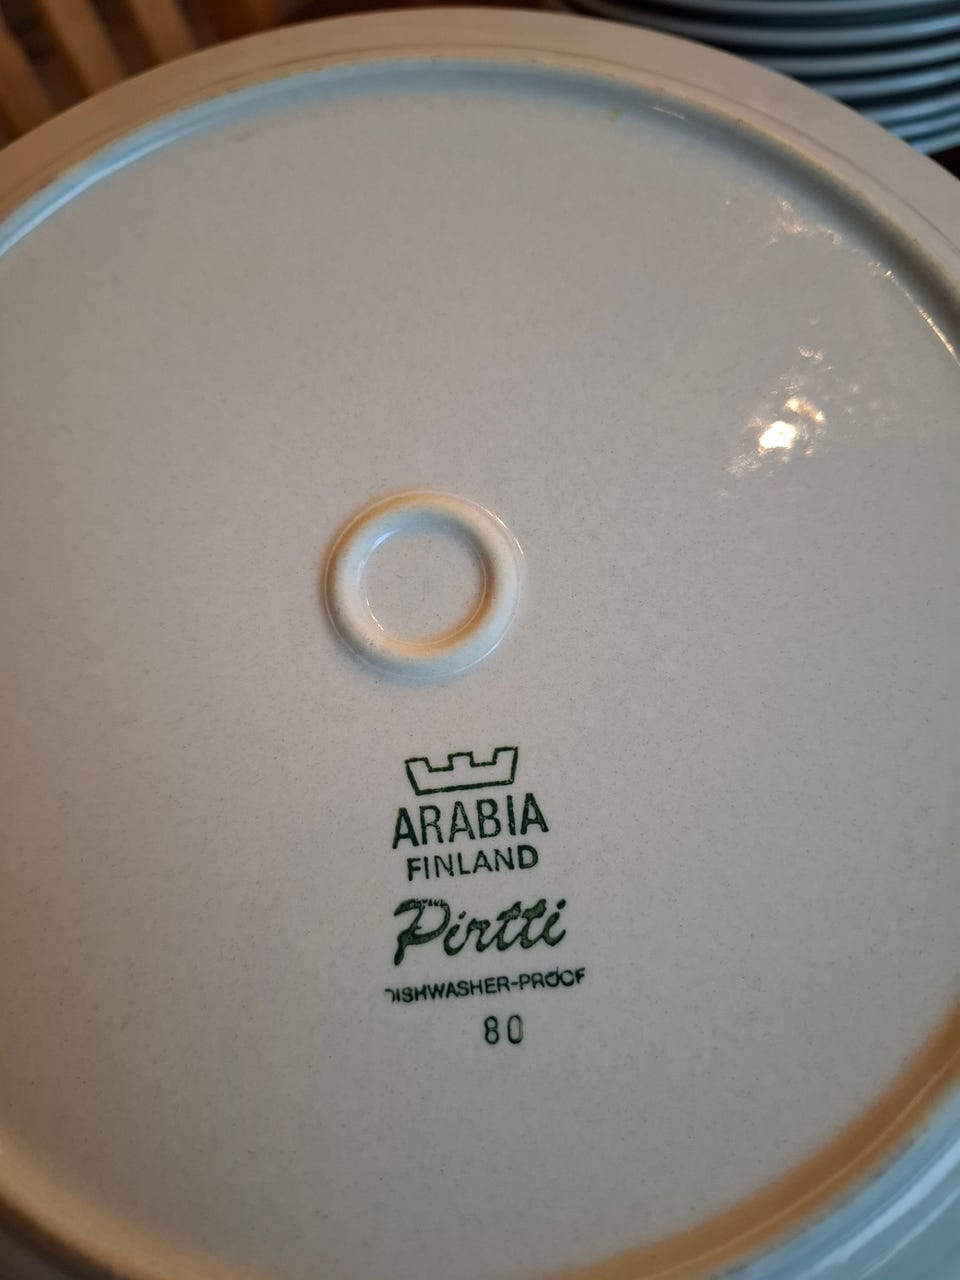 ARABIA
FINLAND
Pirtti
DISHWASHER-PROOF
80